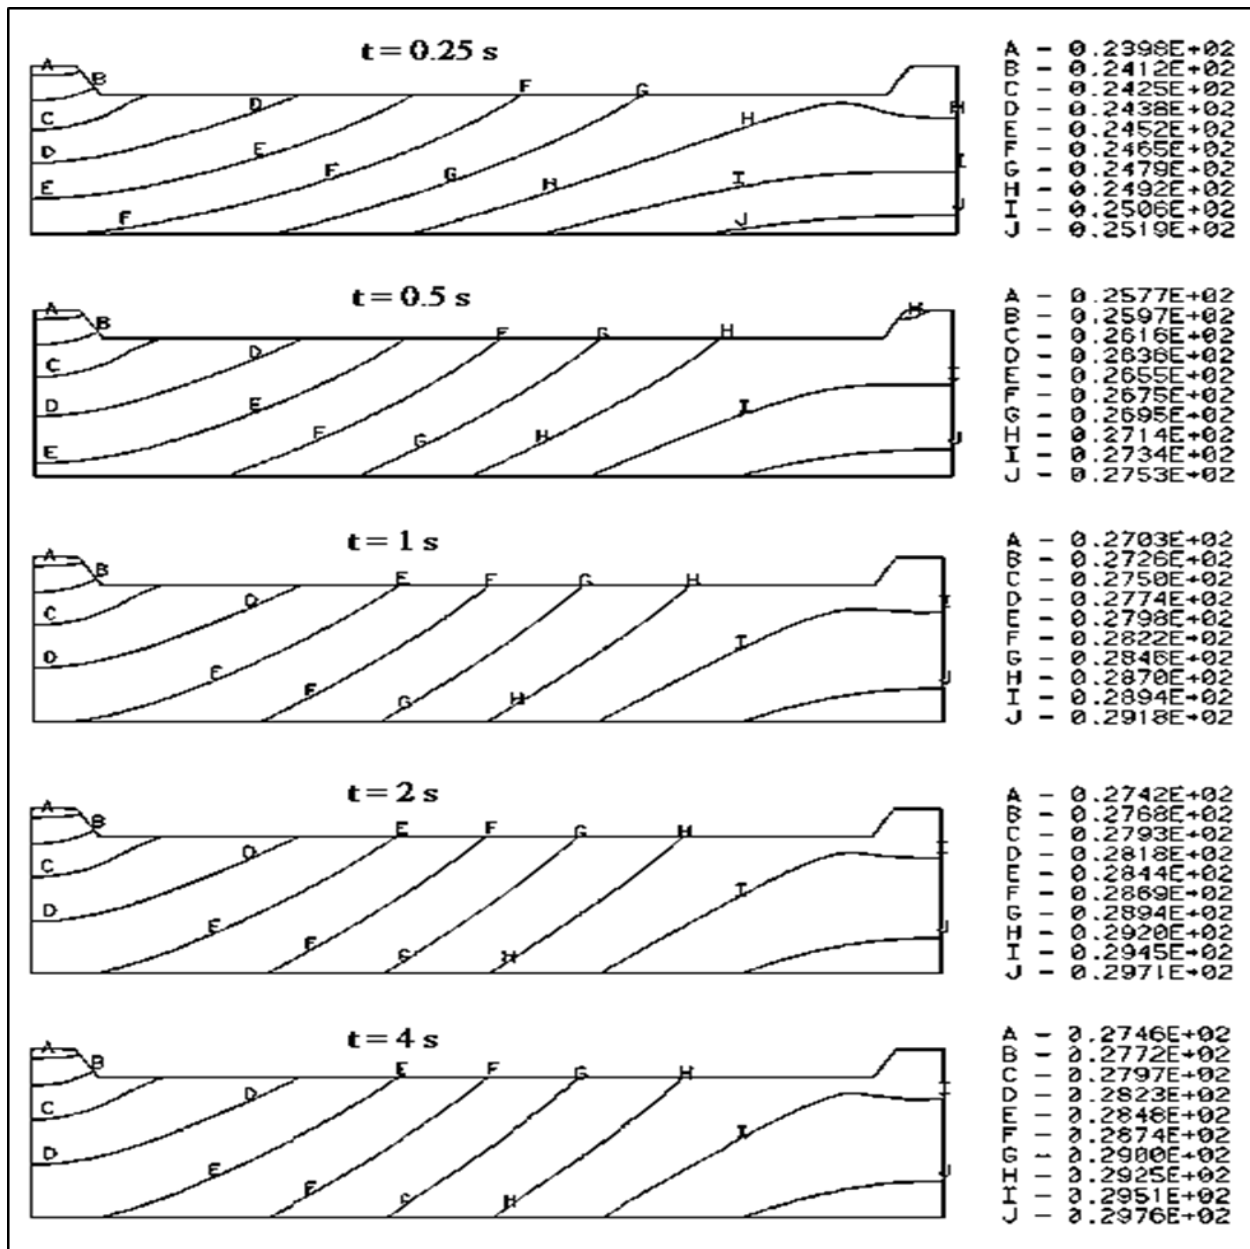 t = 0.25 s
A - 0.2398E+02
B - 0.2412E+02
C - 0.2425E+02
D - 0.2438E+02
E - 0.2452E+02
F - 0.2465E+02
G - 0.2479E+02
H - 0.2492E+02
I - 0.2506E+02
J - 0.2519E+02
A B F G
C D H H
D E F G H I I
E F J J
t = 0.5 s
A - 0.2577E+02
B - 0.2597E+02
C - 0.2616E+02
D - 0.2636E+02
E - 0.2655E+02
F - 0.2675E+02
G - 0.2695E+02
H - 0.2714E+02
I - 0.2734E+02
J - 0.2753E+02
A B F G H H
C D I
D E I
E F G H J
t = 1 s
A - 0.2703E+02
B - 0.2726E+02
C - 0.2750E+02
D - 0.2774E+02
E - 0.2798E+02
F - 0.2822E+02
G - 0.2846E+02
H - 0.2870E+02
I - 0.2894E+02
J - 0.2918E+02
A B E F G H
C D I
D E I
F G H J
t = 2 s
A - 0.2742E+02
B - 0.2768E+02
C - 0.2793E+02
D - 0.2818E+02
E - 0.2844E+02
F - 0.2869E+02
G - 0.2894E+02
H - 0.2920E+02
I - 0.2945E+02
J - 0.2971E+02
A B E F G H
C D I
D E I
F G H J
t = 4 s
A - 0.2746E+02
B - 0.2772E+02
C - 0.2797E+02
D - 0.2823E+02
E - 0.2848E+02
F - 0.2874E+02
G - 0.2900E+02
H - 0.2925E+02
I - 0.2951E+02
J - 0.2976E+02
A B E F G H
C D I
D E I
F G H J